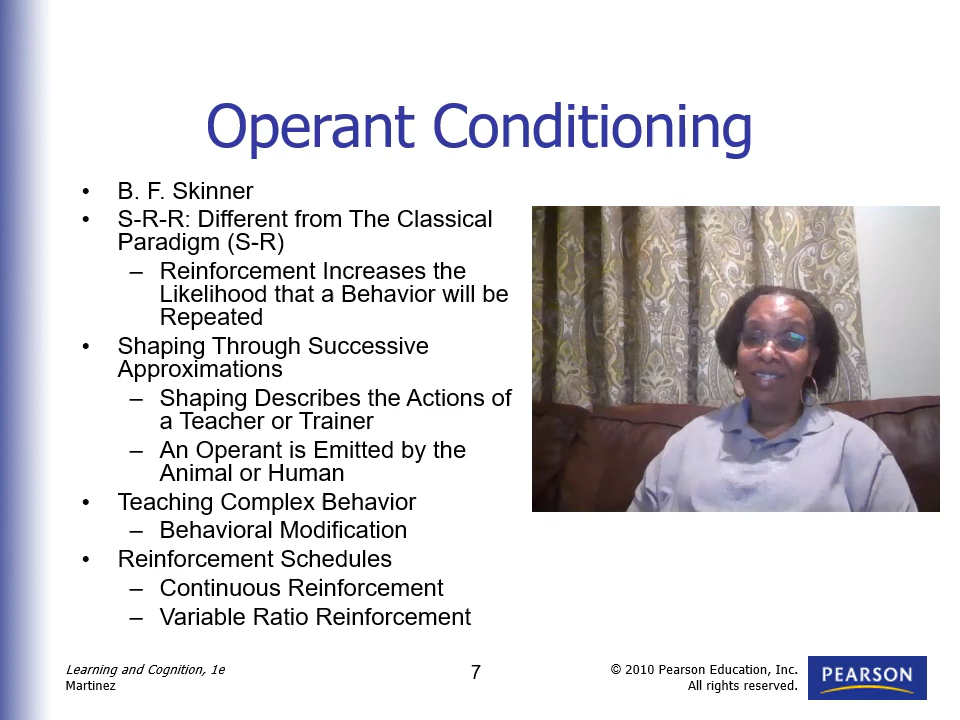 Operant Conditioning
• B. F. Skinner
• S-R-R: Different from The Classical
Paradigm (S-R)
– Reinforcement Increases the
Likelihood that a Behavior will be
Repeated
• Shaping Through Successive
Approximations
– Shaping Describes the Actions of
a Teacher or Trainer
– An Operant is Emitted by the
Animal or Human
• Teaching Complex Behavior
– Behavioral Modification
• Reinforcement Schedules
– Continuous Reinforcement
– Variable Ratio Reinforcement
Learning and Cognition, 1e
Martinez
7
© 2010 Pearson Education, Inc.
All rights reserved.
PEARSON